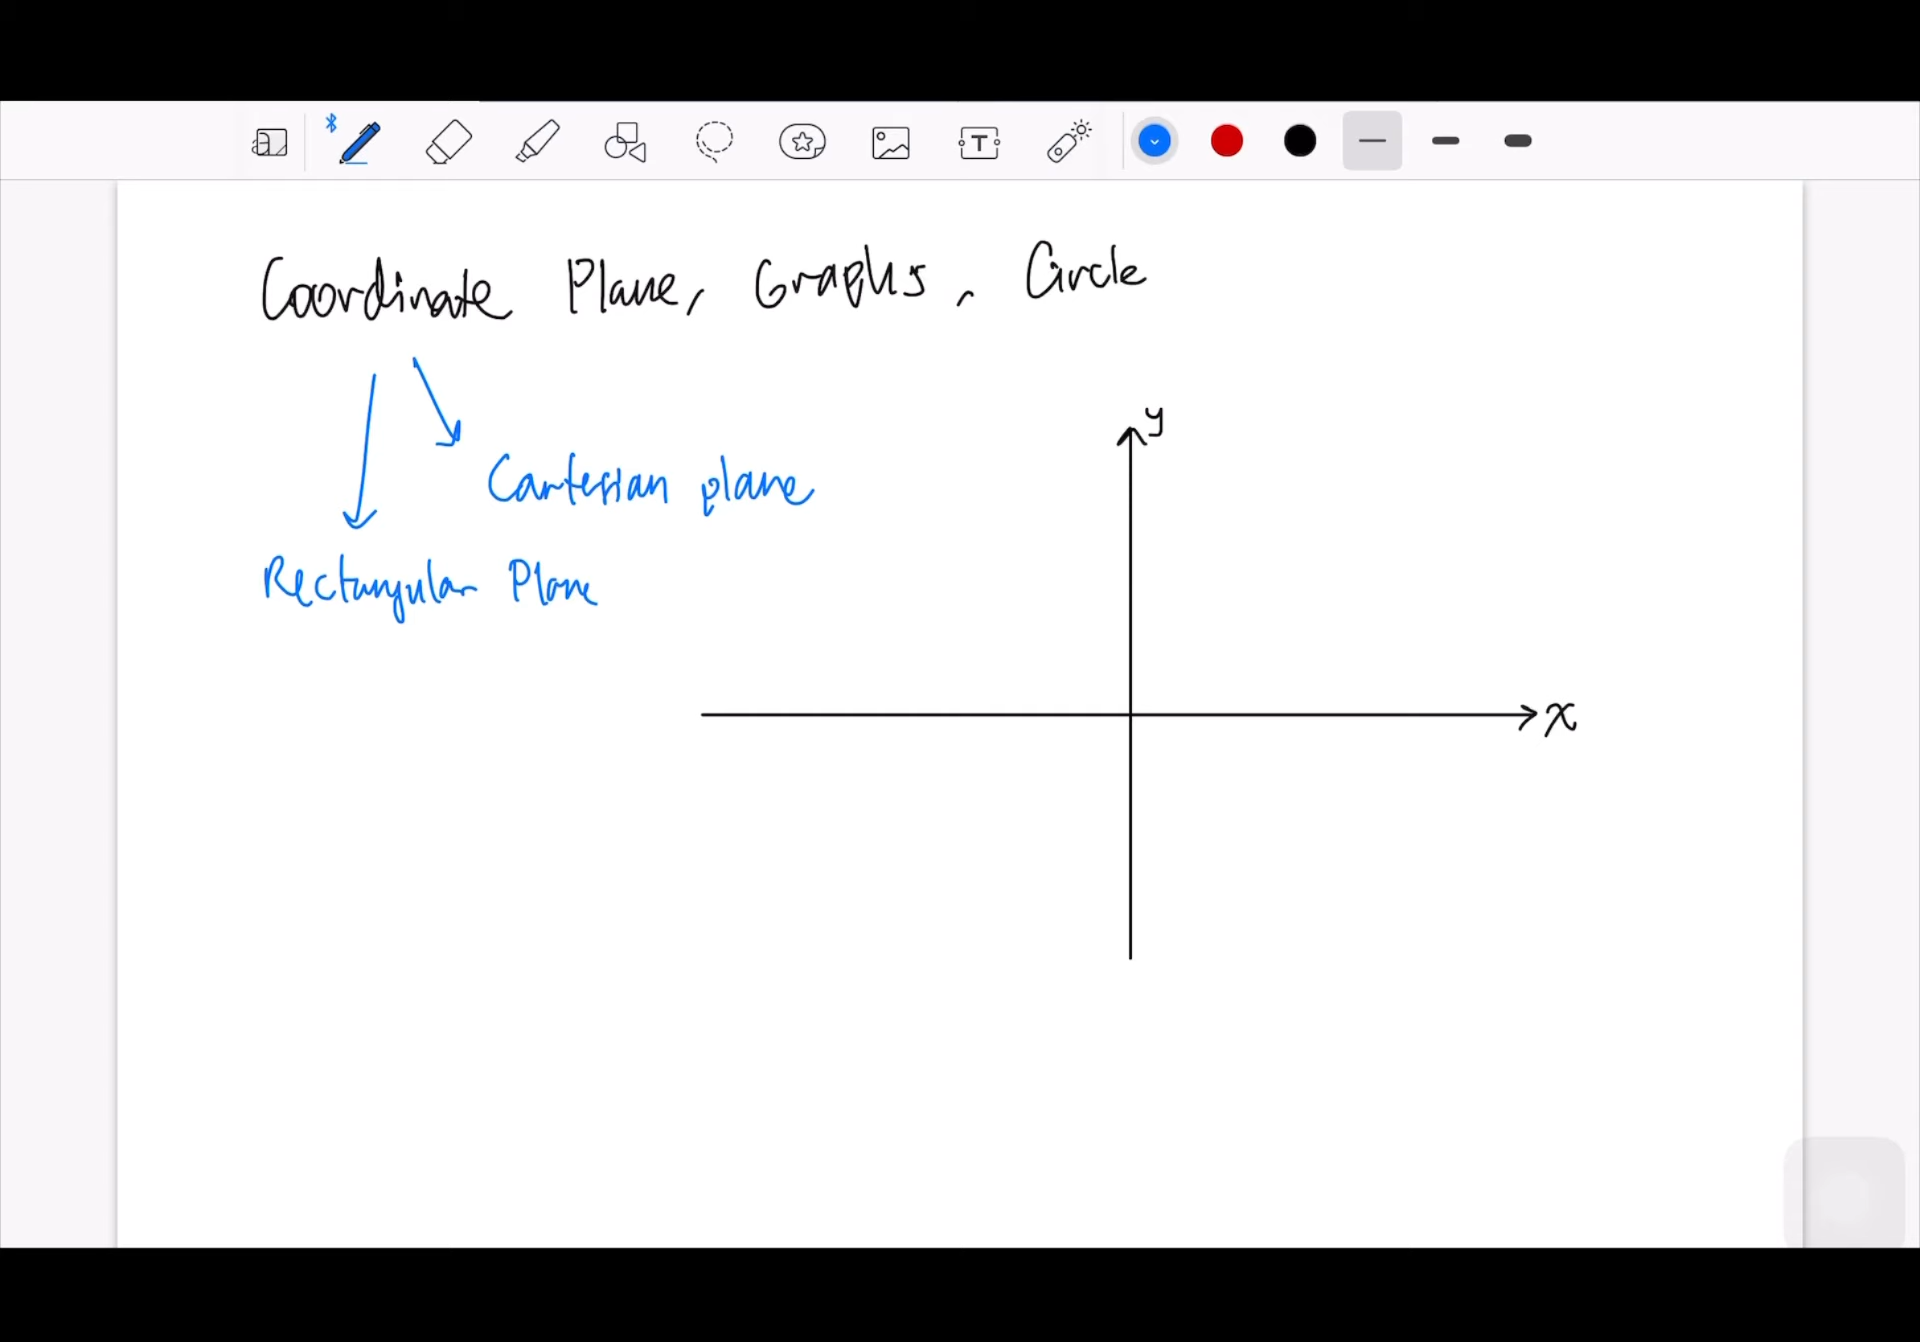 Coordinate Plane, Graphs, Circle
Cartesian plane
Rectangular Plane
y
x